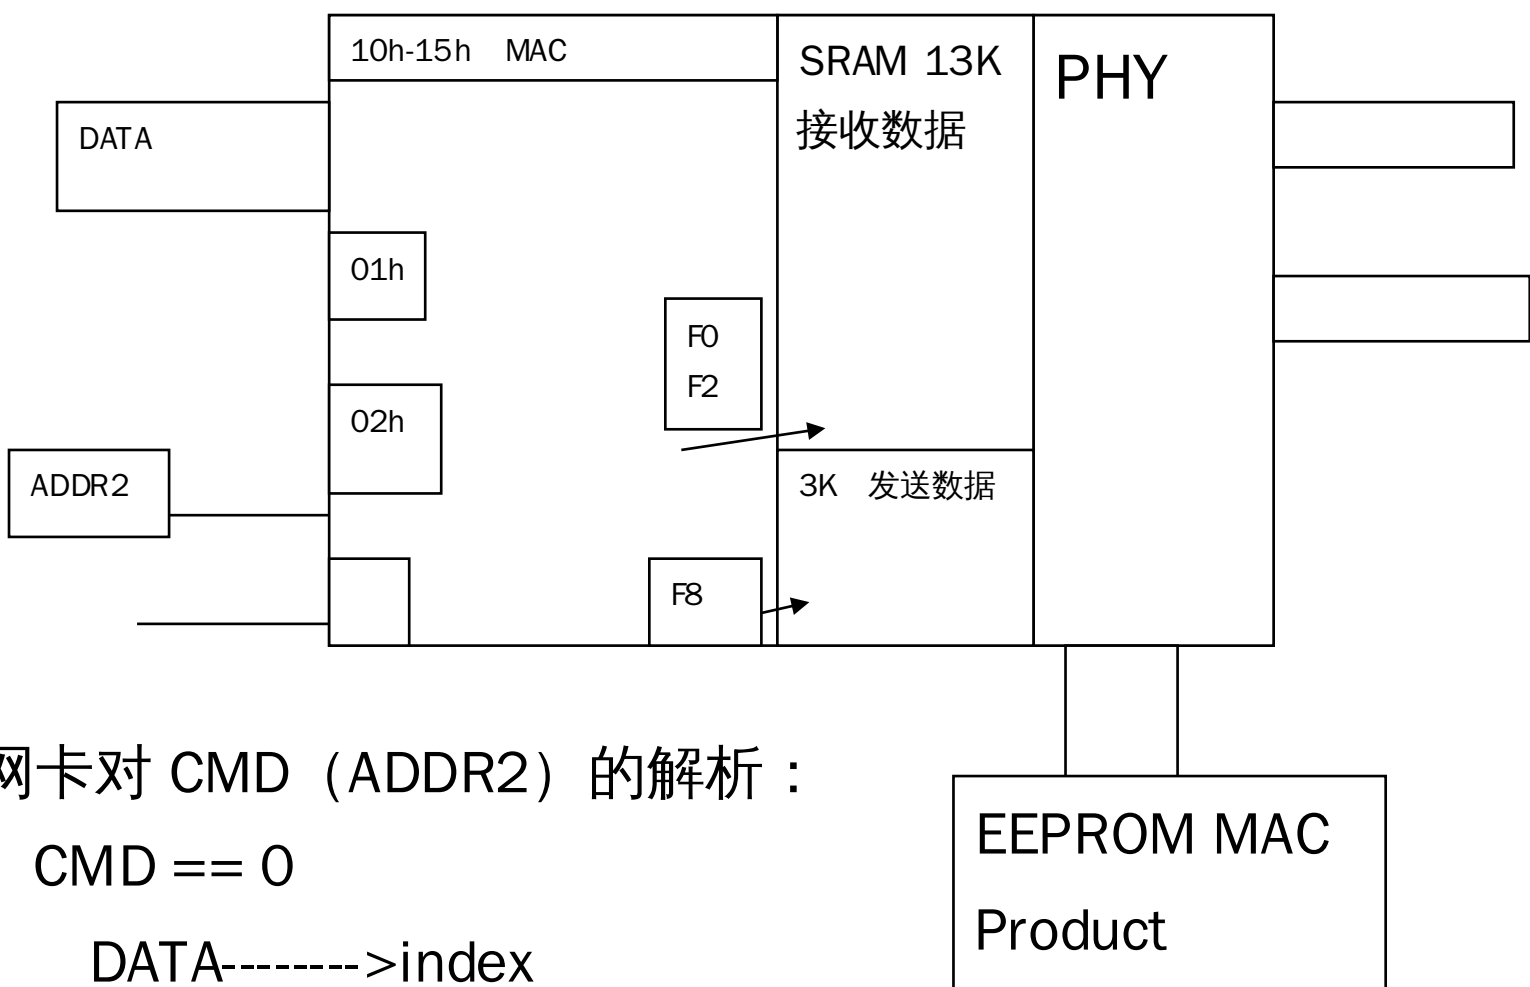 10h-15h MAC
SRAM 13K
接收数据
PHY
DATA
01h
F0
F2
02h
ADDR2
3K 发送数据
F8
网卡对 CMD（ADDR2）的解析：
CMD == 0
DATA-------->index
EEPROM MAC
Product